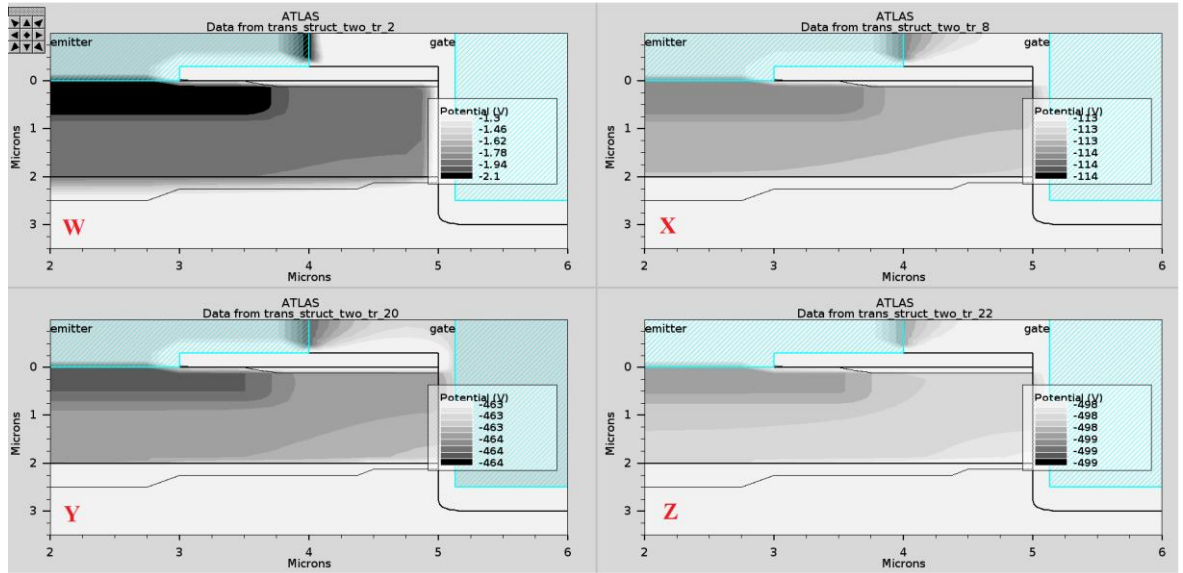 ATLAS
Data from trans_struct_two_tr_2
emitter
gate
Microns
0
1
2
3
Potential (V)
-1.3
-1.46
-1.62
-1.78
-1.94
-2.1
W
2 3 4 5 6
Microns
ATLAS
Data from trans_struct_two_tr_8
emitter
gate
Microns
0
1
2
3
Potential (V)
-113
-113
-113
-114
-114
-114
X
2 3 4 5 6
Microns
ATLAS
Data from trans_struct_two_tr_20
emitter
gate
Microns
0
1
2
3
Potential (V)
-463
-463
-463
-464
-464
-464
Y
2 3 4 5 6
Microns
ATLAS
Data from trans_struct_two_tr_22
emitter
gate
Microns
0
1
2
3
Potential (V)
-498
-498
-498
-499
-499
-499
Z
2 3 4 5 6
Microns